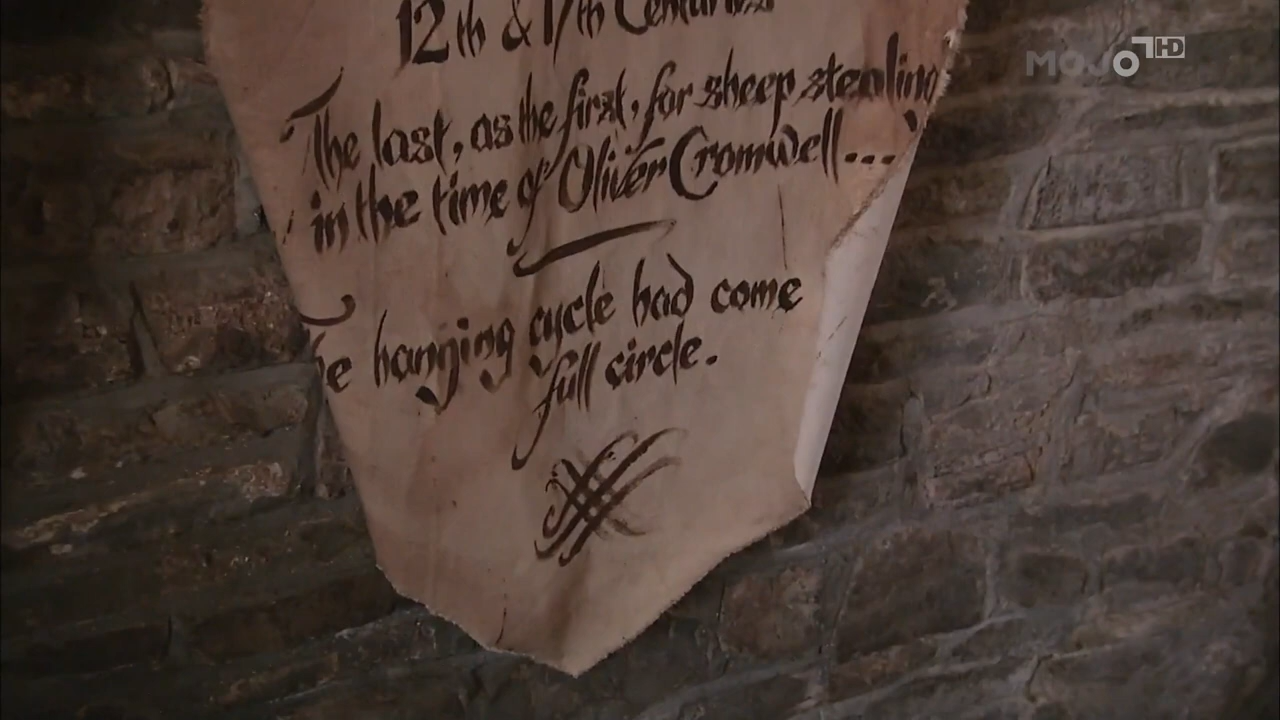 12th & 17th Centuries
The last, as the first, for sheep stealing
in the time of Oliver Cromwell...
The hanging cycle had come
full circle.
MOJO HD